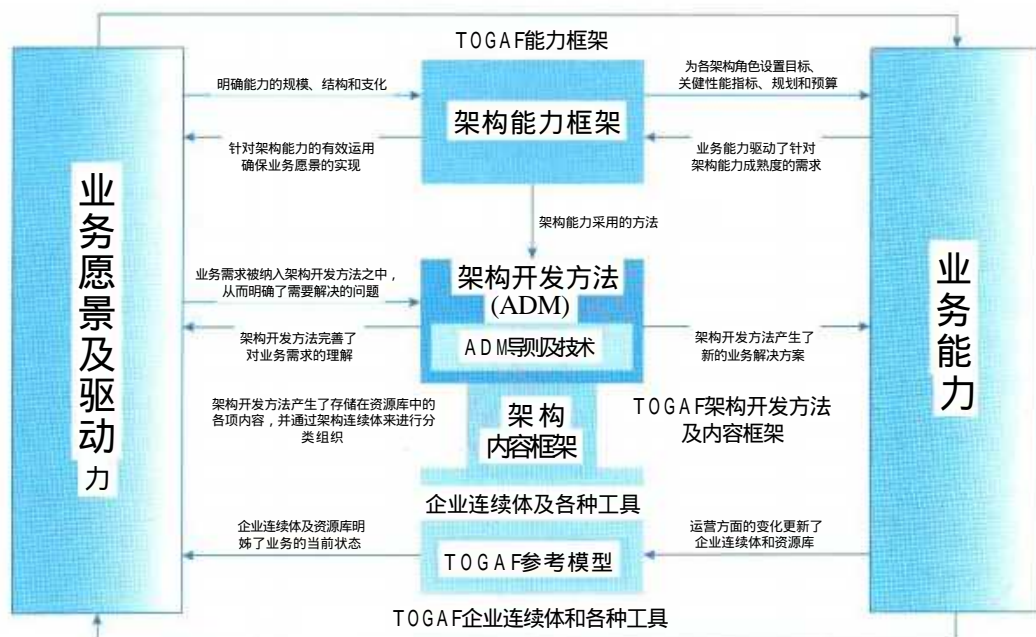 TOGAF能力框架
明确能力的规模、结构和支化
架构能力框架
为各架构角色设置目标、
关健性能指标、规划和预算
针对架构能力的有效运用
确保业务愿景的实现
业务能力驱动了针对
架构能力成熟度的需求
架构能力采用的方法
业务愿景及驱动力
业务能力
业务需求被纳入架构开发方法之中，
从而明确了需要解决的问题
架构开发方法
(ADM)
ADM导则及技术
架构开发方法完善了
对业务需求的理解
架构开发方法产生了
新的业务解决方案
架构开发方法产生了存储在资源库中的
各项内容，并通过架构连续体来进行分
类组织
架构
内容框架
TOGAF架构开发方法
及内容框架
企业连续体及各种工具
企业连续体及资源库明
姊了业务的当前状态
TOGAF参考模型
运营方面的变化更新了
企业连续体和资源库
TOGAF企业连续体和各种工具